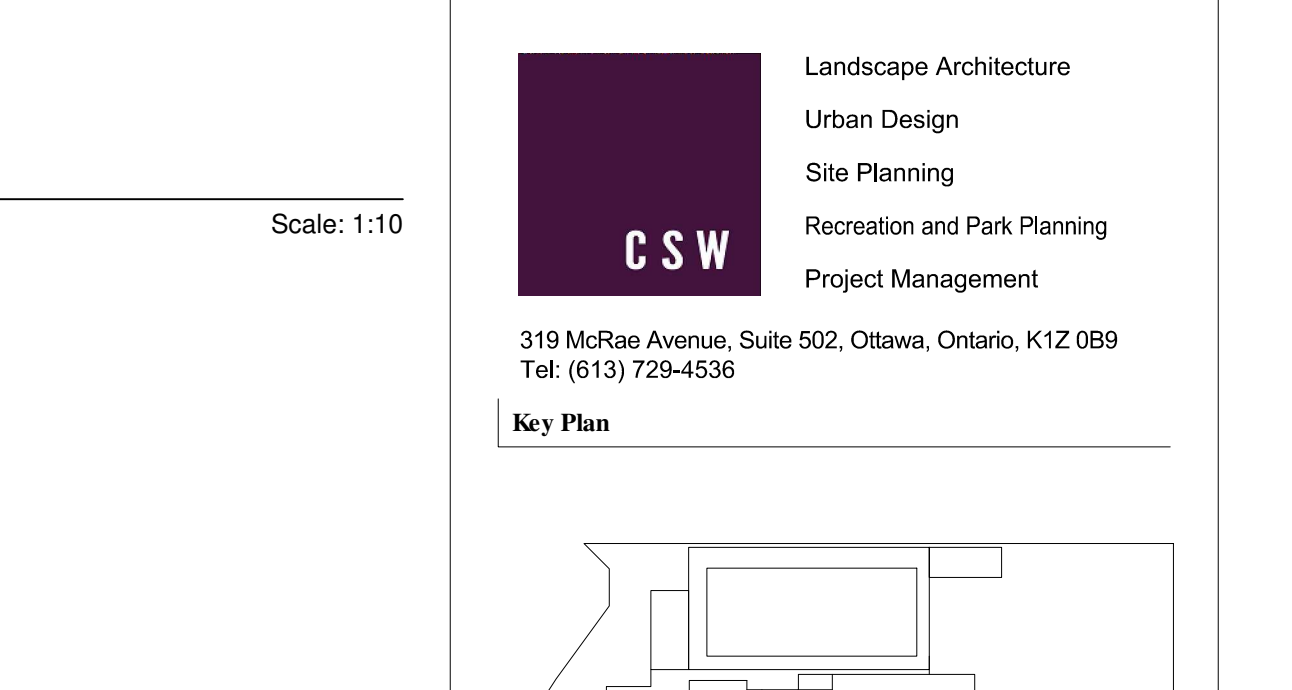 Scale: 1:10
CSW
Landscape Architecture
Urban Design
Site Planning
Recreation and Park Planning
Project Management
319 McRae Avenue, Suite 502, Ottawa, Ontario, K1Z 0B9
Tel: (613) 729-4536
Key Plan